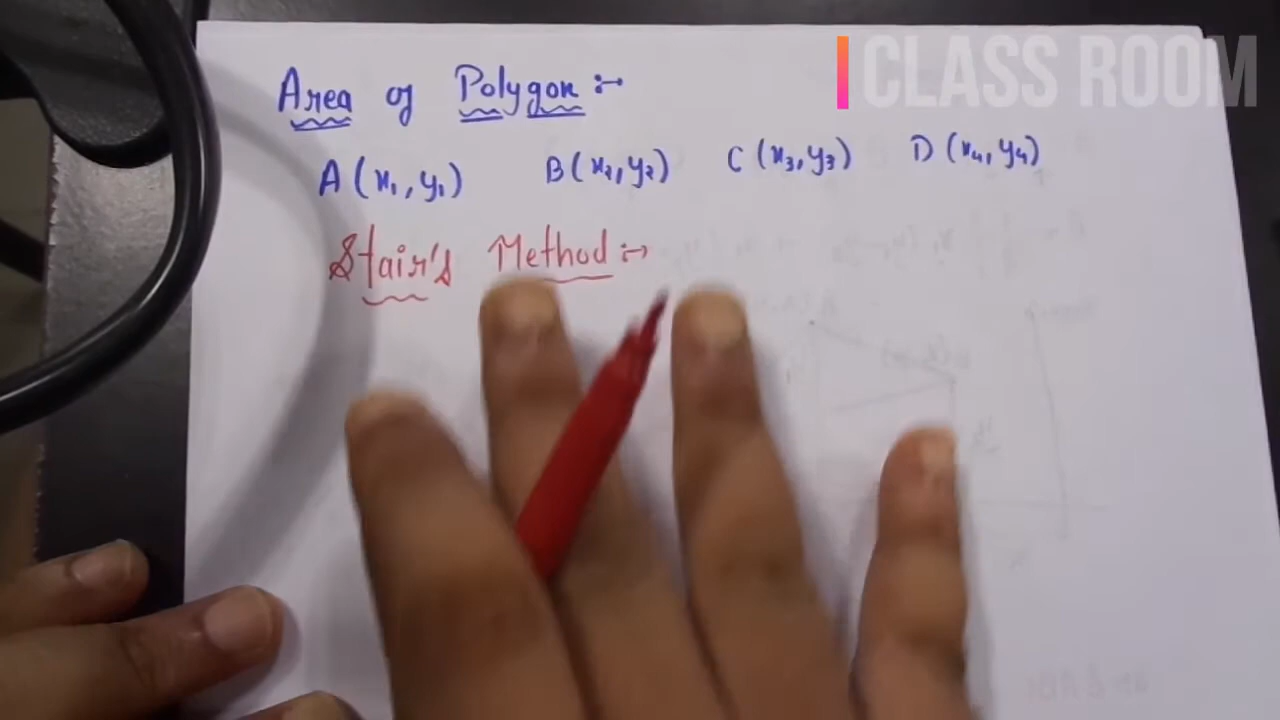 CLASS ROOM
Area of Polygon :-
A (x₁, y₁) B (x₂, y₂) C (x₃, y₃) D (x₄, y₄)
Stair's Method :-